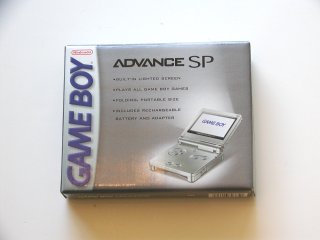 Nintendo
GAME BOY
ADVANCE SP
•BUILT-IN LIGHTED SCREEN
•PLAYS ALL GAME BOY GAMES
•FOLDING, PORTABLE SIZE
•INCLUDES RECHARGEABLE
BATTERY AND ADAPTER
GAME BOY